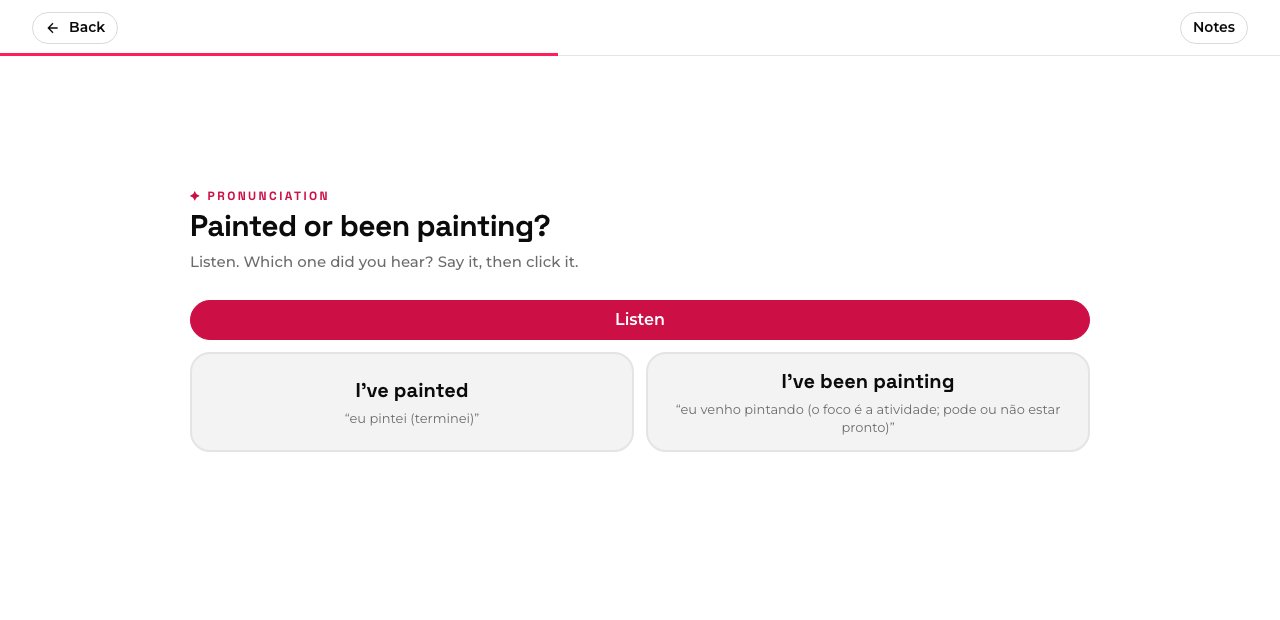 Back
Notes
PRONUNCIATION
Painted or been painting?
Listen. Which one did you hear? Say it, then click it.
Listen
I’ve painted
“eu pintei (terminei)”
I’ve been painting
“eu venho pintando (o foco é a atividade; pode ou não estar
pronto)”